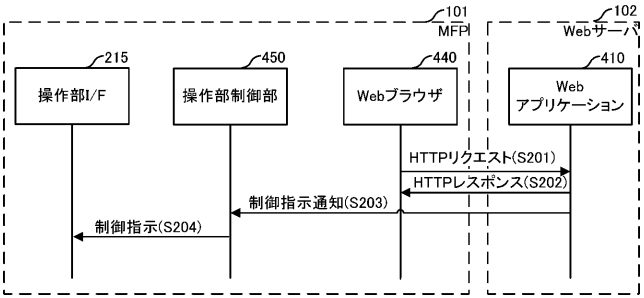 101
MFP
102
Webサーバ
215
操作部I/F
450
操作部制御部
440
Webブラウザ
410
Web
アプリケーション
HTTPリクエスト(S201)
HTTPレスポンス(S202)
制御指示通知(S203)
制御指示(S204)